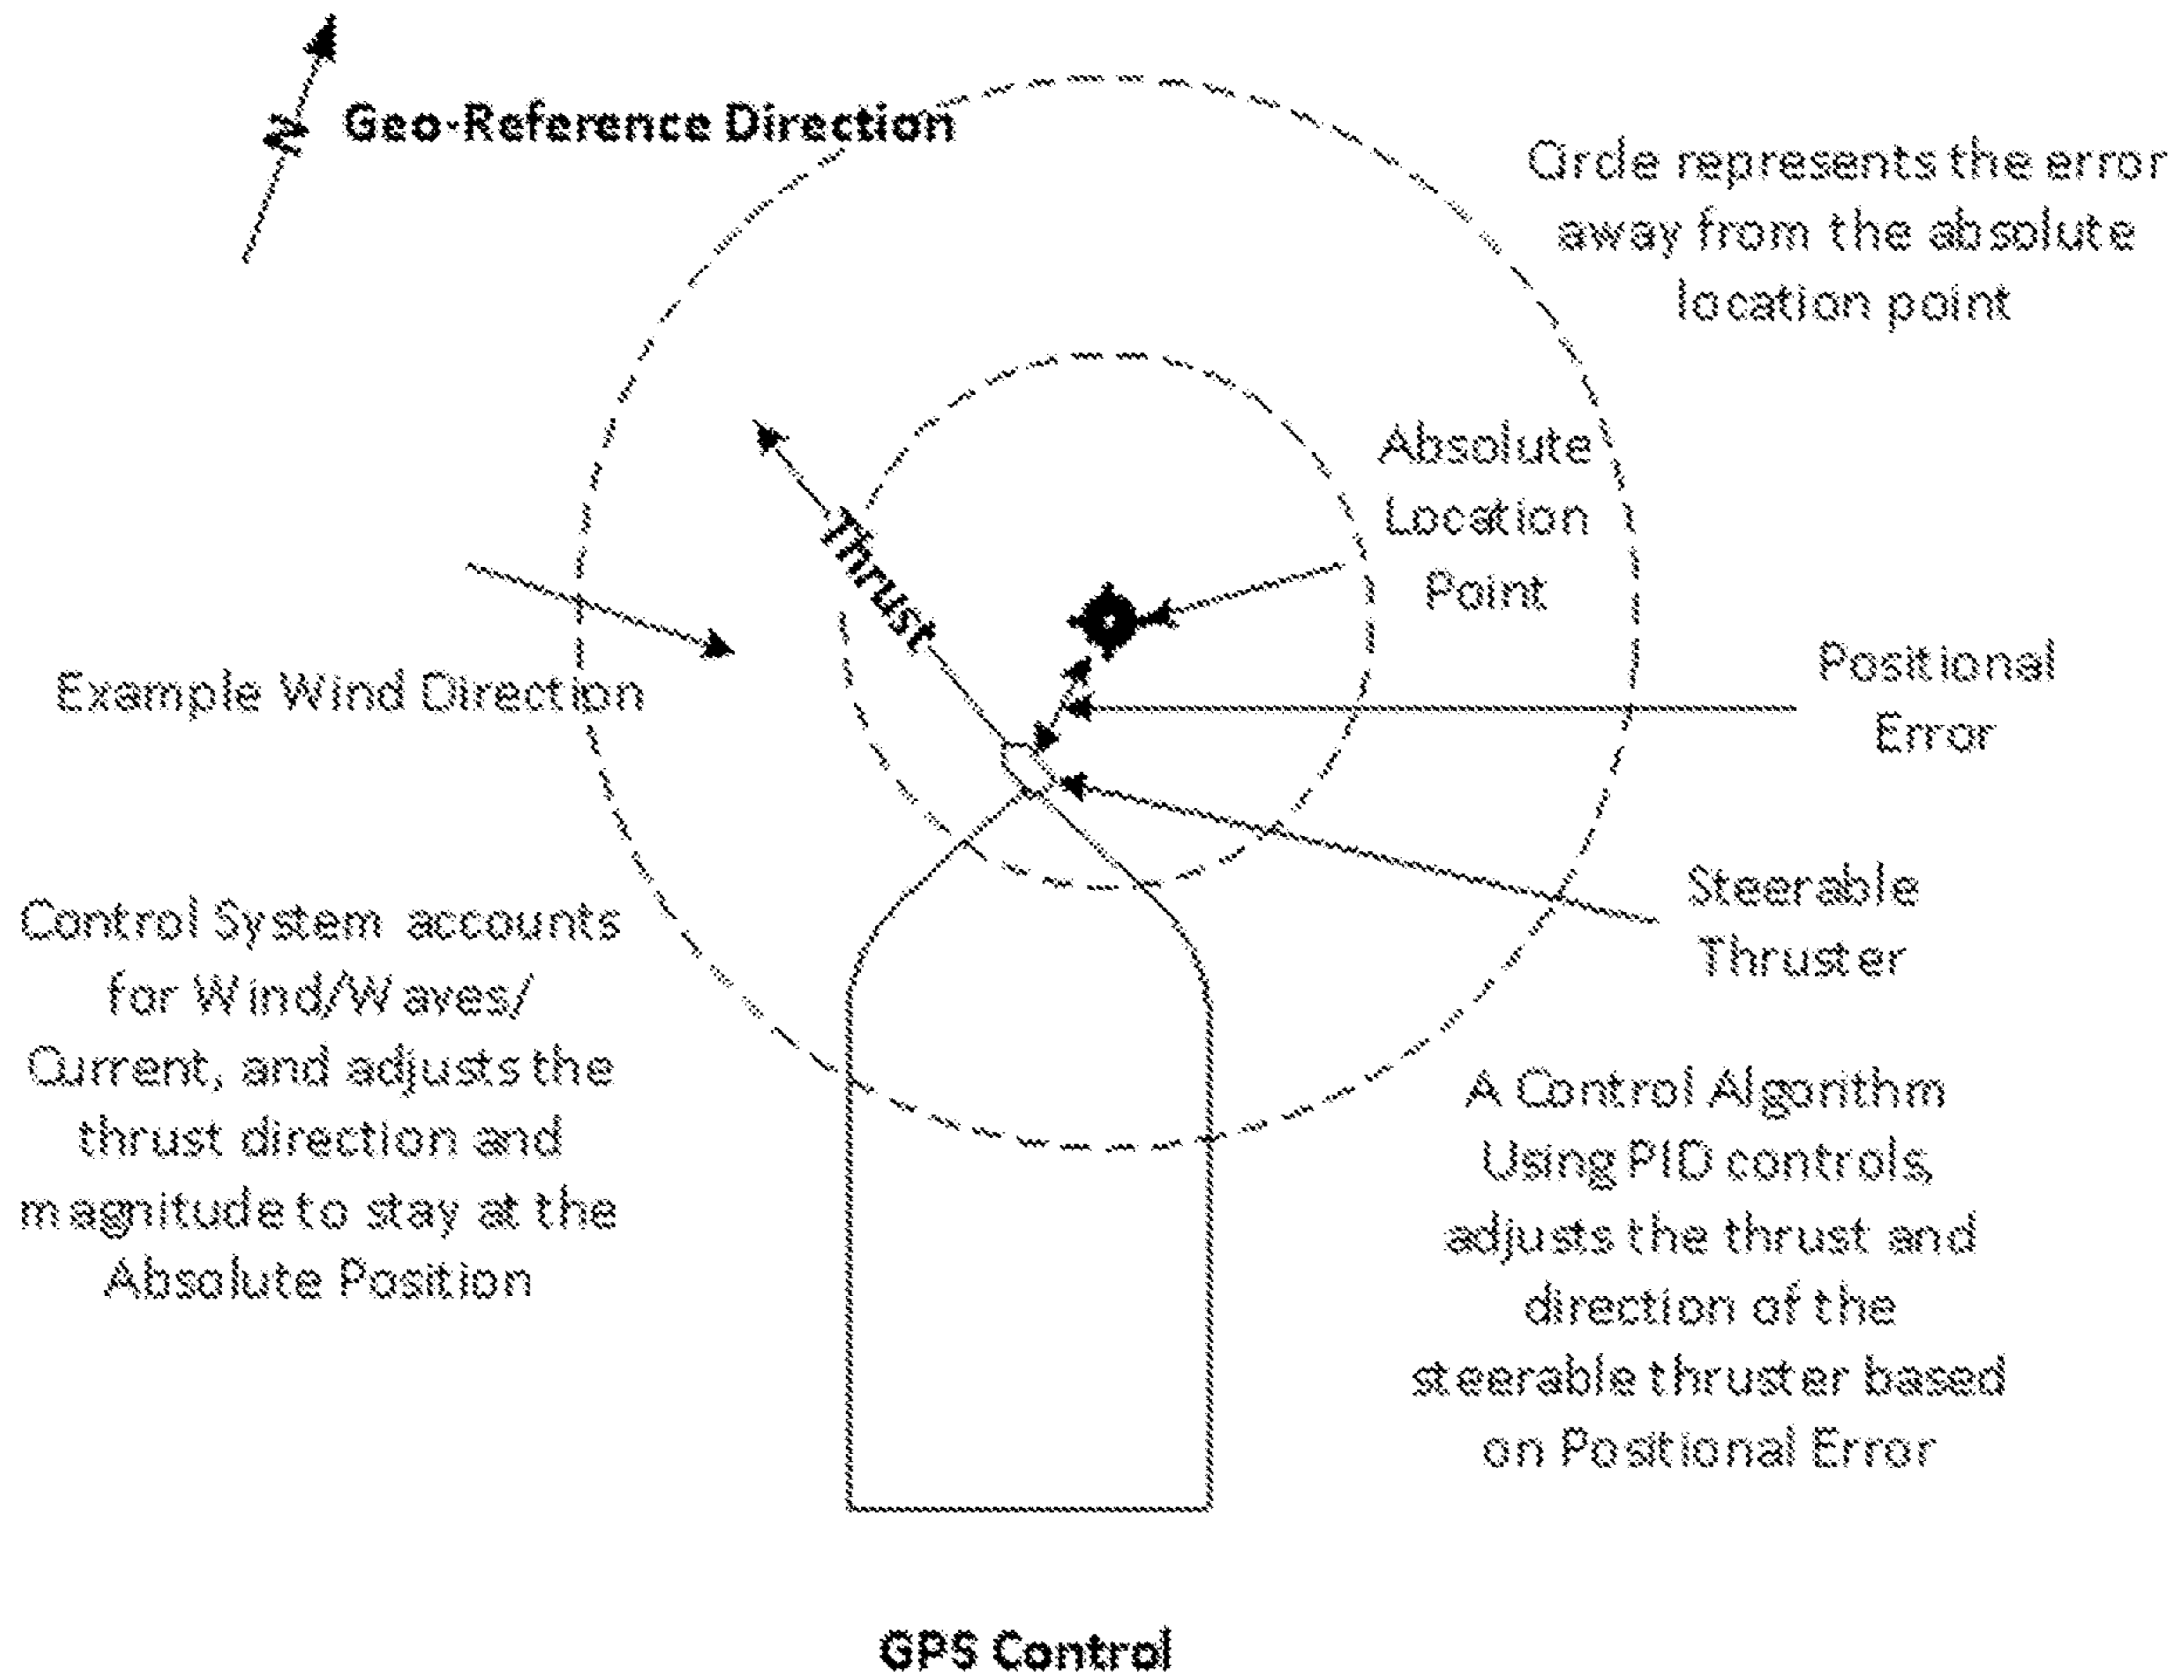 N
Geo-Reference Direction
Circle represents the error
away from the absolute
location point
Absolute
Location
Point
Thrust
Example Wind Direction
Positional
Error
Steerable
Thruster
Control System accounts
for Wind/Waves/
Current, and adjusts the
thrust direction and
magnitude to stay at the
Absolute Position
A Control Algorithm
Using PID controls,
adjusts the thrust and
direction of the
steerable thruster based
on Positional Error
GPS Control